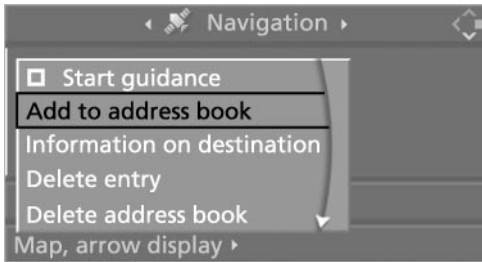 Navigation
Start guidance
Add to address book
Information on destination
Delete entry
Delete address book
Map, arrow display